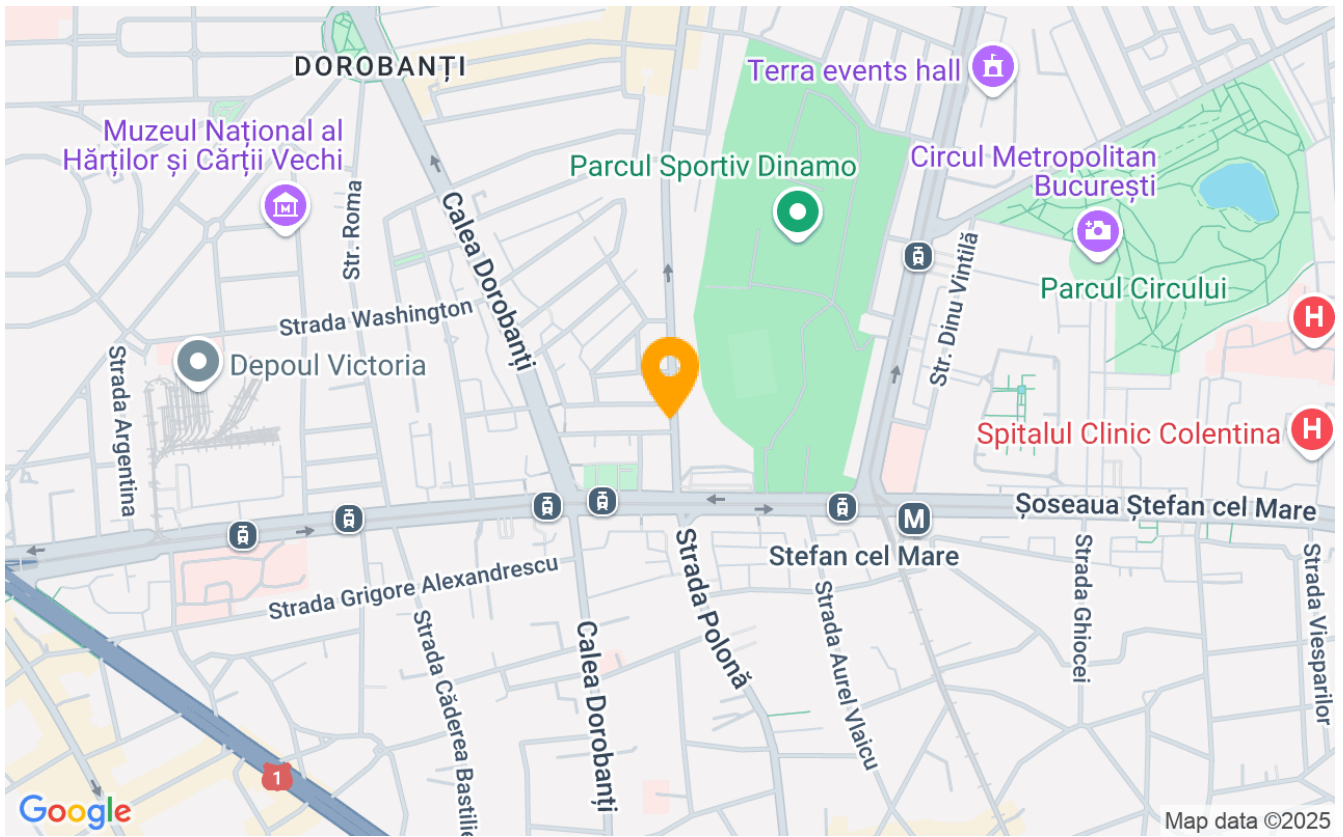 DOROBANȚI
Terra events hall
Muzeul Național al
Hărților și Cărții Vechi
Parcul Sportiv Dinamo
Circul Metropolitan
București
Str. Roma
Calea Dorobanți
Str. Dinu Vintilă
Parcul Circului
Strada Washington
H
Depoul Victoria
Strada Argentina
Spitalul Clinic Colentina
H
Șoseaua Ștefan cel Mare
M
Stefan cel Mare
Strada Grigore Alexandrescu
Strada Căderea Bastiliei
Calea Dorobanți
Strada Polonă
Strada Aurel Vlaicu
Strada Ghiocei
Strada Viesparilor
1
Google
Map data ©2025